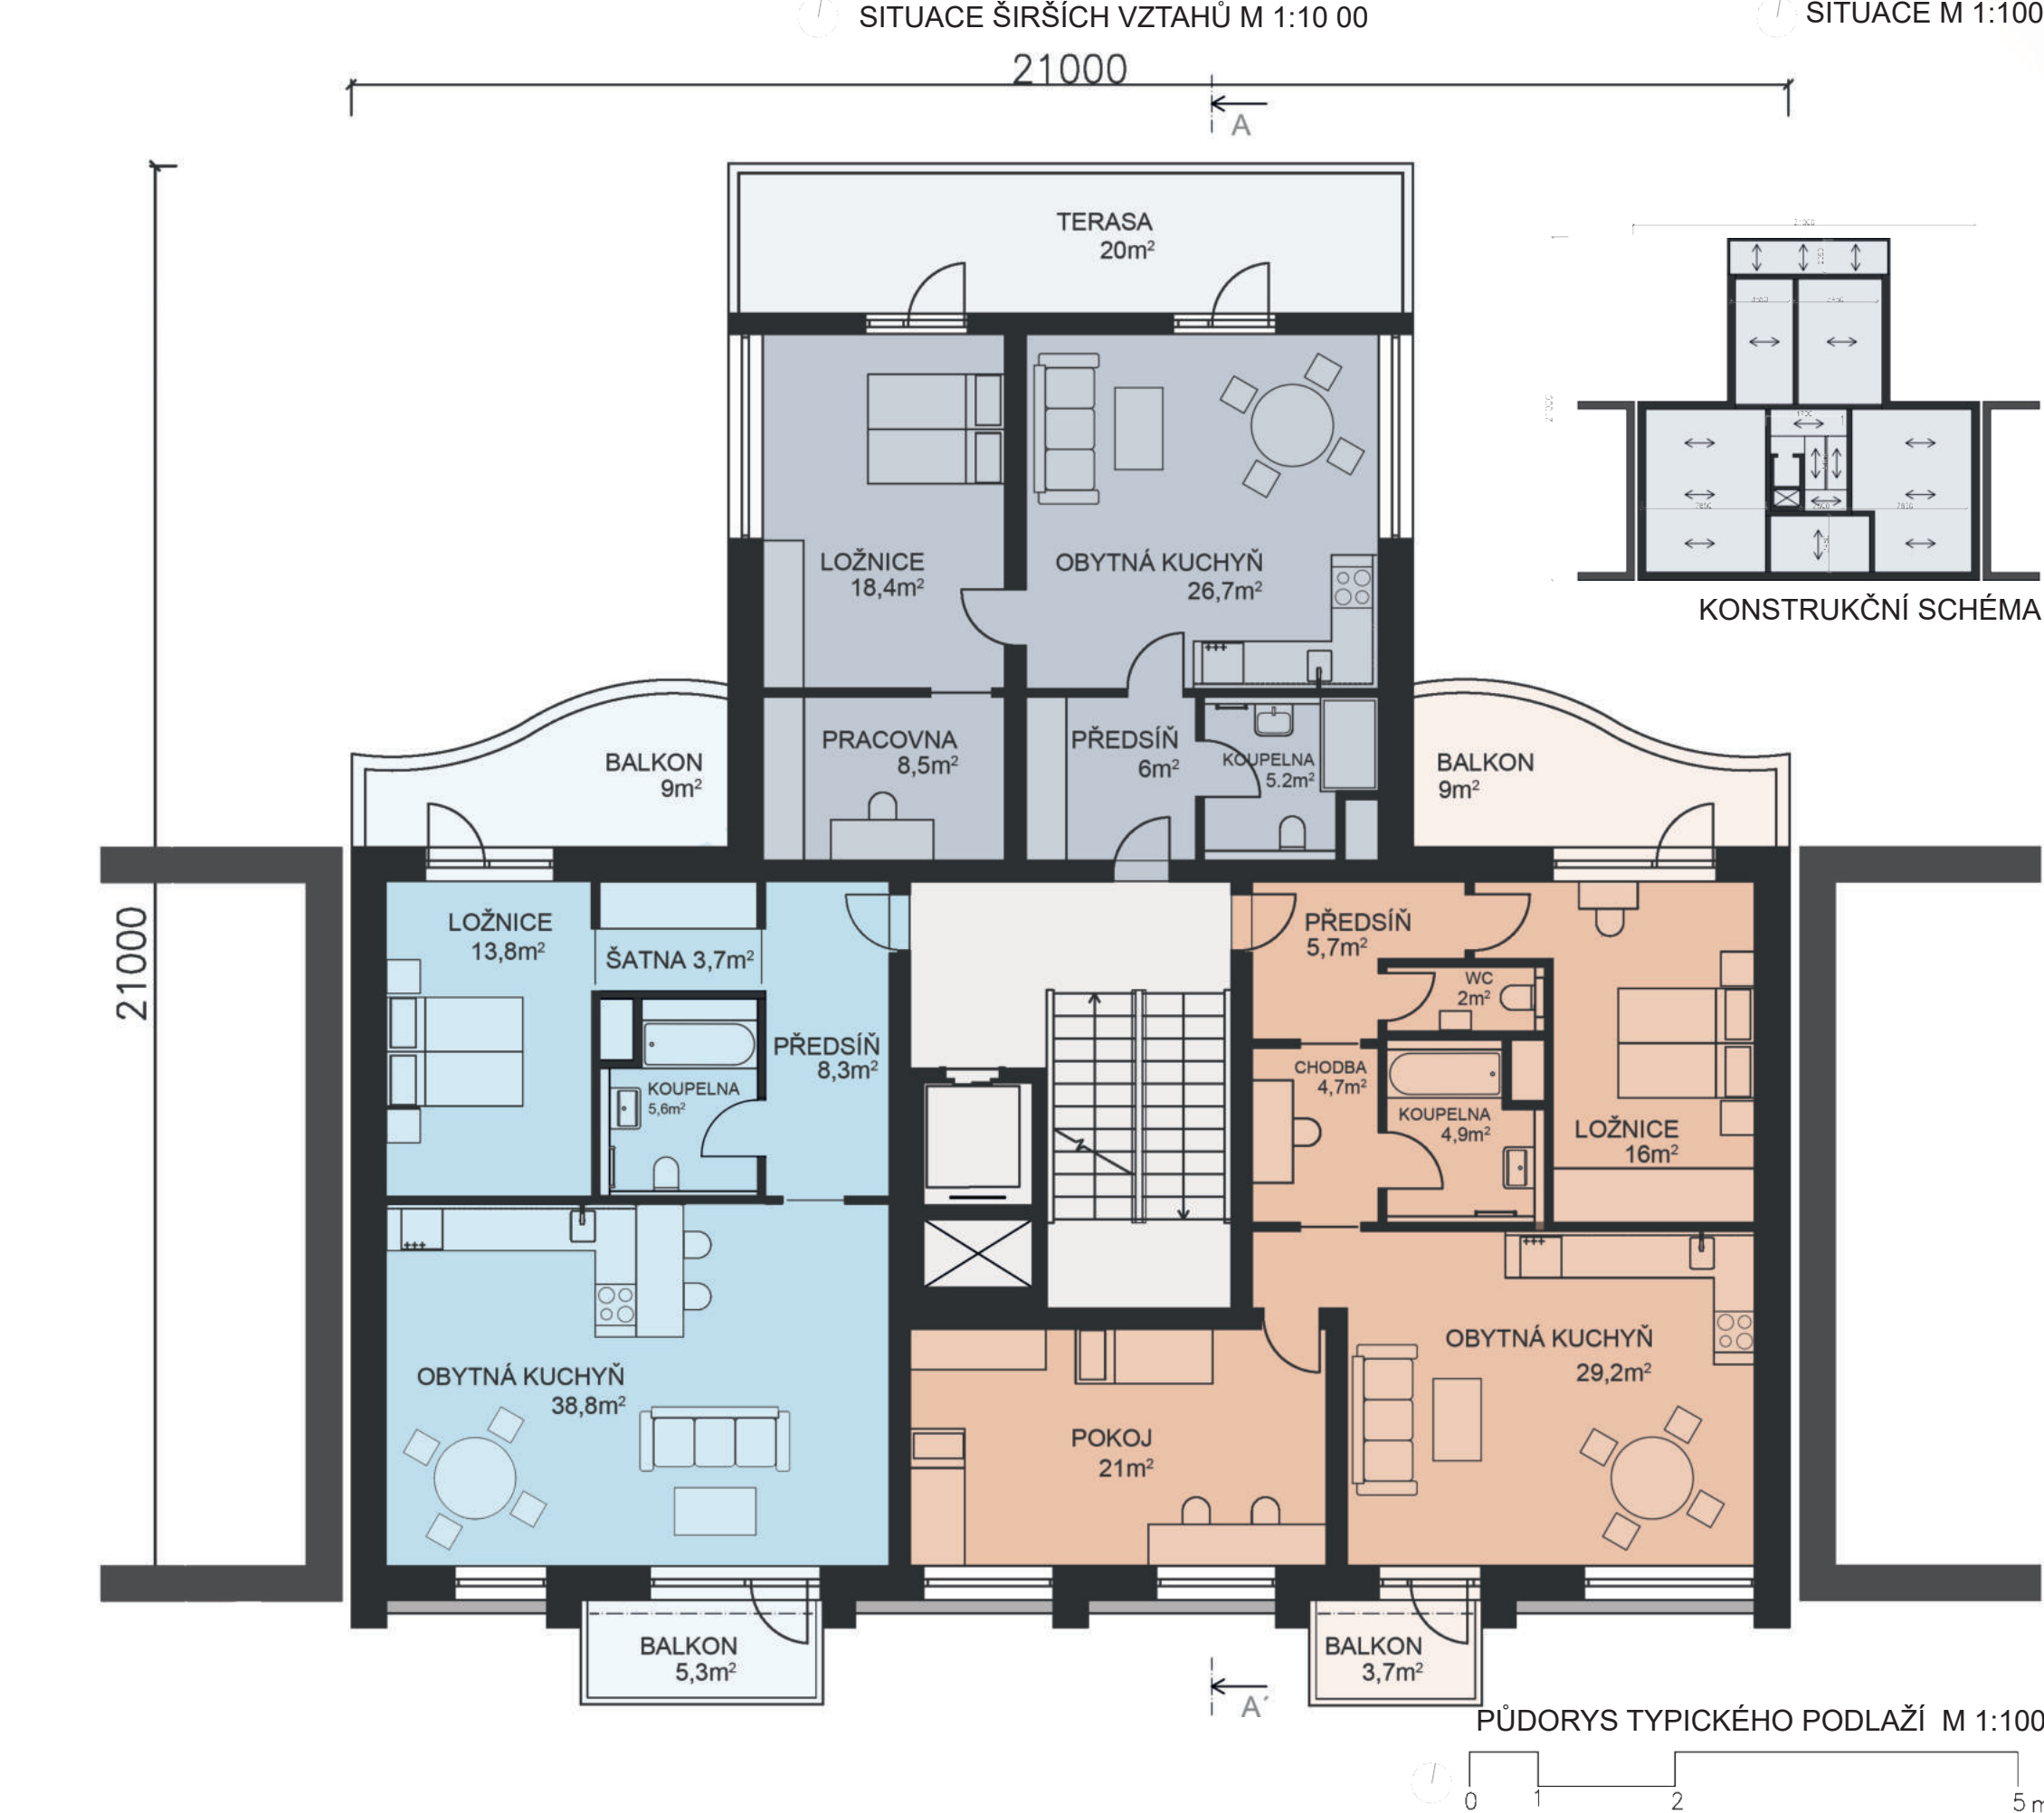 SITUACE ŠIRŠÍCH VZTAHŮ M 1:10 00
SITUACE M 1:100
21000
A
TERASA
20m²
21000
LOŽNICE
18,4m²
OBYTNÁ KUCHYŇ
26,7m²
KONSTRUKČNÍ SCHÉMA
BALKON
9m²
PRACOVNA
8,5m²
PŘEDSÍŇ
6m²
KOUPELNA
5.2m²
BALKON
9m²
LOŽNICE
13,8m²
ŠATNA 3,7m²
PŘEDSÍŇ
8,3m²
KOUPELNA
5,6m²
PŘEDSÍŇ
5,7m²
WC
2m²
CHODBA
4,7m²
KOUPELNA
4,9m²
LOŽNICE
16m²
OBYTNÁ KUCHYŇ
38,8m²
POKOJ
21m²
OBYTNÁ KUCHYŇ
29,2m²
BALKON
5,3m²
BALKON
3,7m²
A´
21000
PŮDORYS TYPICKÉHO PODLAŽÍ M 1:100
0 1 2 5 m